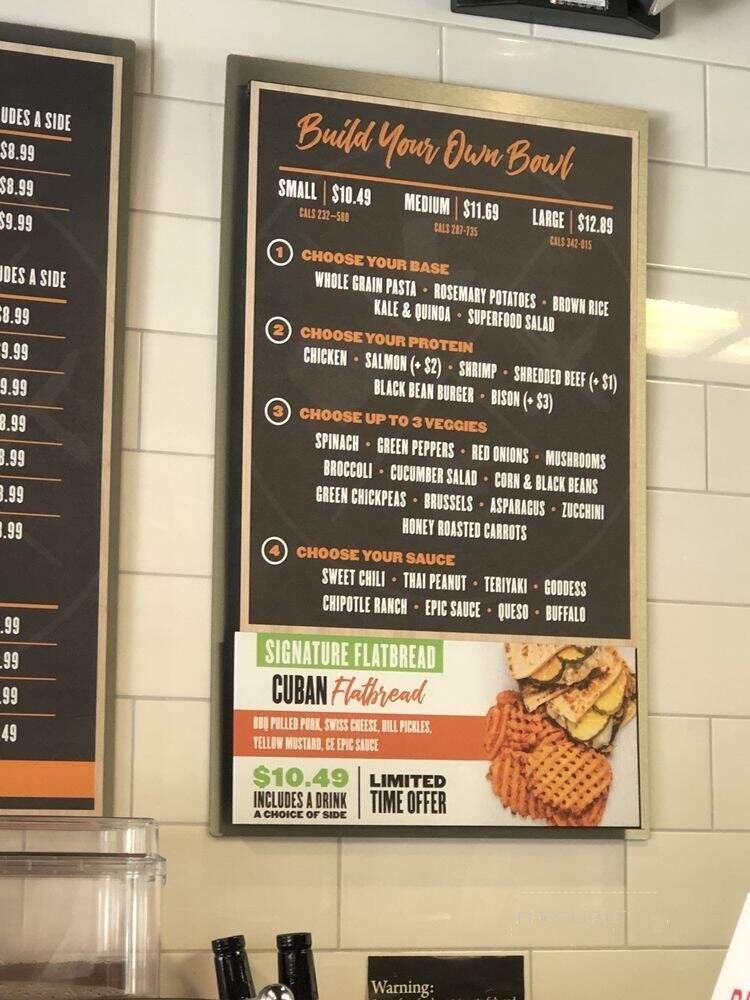 UDES A SIDE
$8.99
$8.99
$9.99
UDES A SIDE
$8.99
$9.99
9.99
8.99
8.99
8.99
.99
.99
.99
49
Build Your Own Bowl
SMALL | $10.49 MEDIUM | $11.69 LARGE | $12.89
CALS 232-560 CALS 287-735 CALS 342-815
1 CHOOSE YOUR BASE
WHOLE GRAIN PASTA • ROSEMARY POTATOES • BROWN RICE
KALE & QUINOA • SUPERFOOD SALAD
2 CHOOSE YOUR PROTEIN
CHICKEN • SALMON (+ $2) • SHRIMP • SHREDDED BEEF (+ $1)
BLACK BEAN BURGER • BISON (+ $3)
3 CHOOSE UP TO 3 VEGGIES
SPINACH • GREEN PEPPERS • RED ONIONS • MUSHROOMS
BROCCOLI • CUCUMBER SALAD • CORN & BLACK BEANS
GREEN CHICKPEAS • BRUSSELS • ASPARAGUS • ZUCCHINI
HONEY ROASTED CARROTS
4 CHOOSE YOUR SAUCE
SWEET CHILI • THAI PEANUT • TERIYAKI • GODDESS
CHIPOTLE RANCH • EPIC SAUCE • QUESO • BUFFALO
SIGNATURE FLATBREAD
CUBAN Flatbread
BBQ PULLED PORK, SWISS CHEESE, DILL PICKLES,
YELLOW MUSTARD, CE EPIC SAUCE
$10.49
INCLUDES A DRINK
A CHOICE OF SIDE
LIMITED
TIME OFFER
Warning: